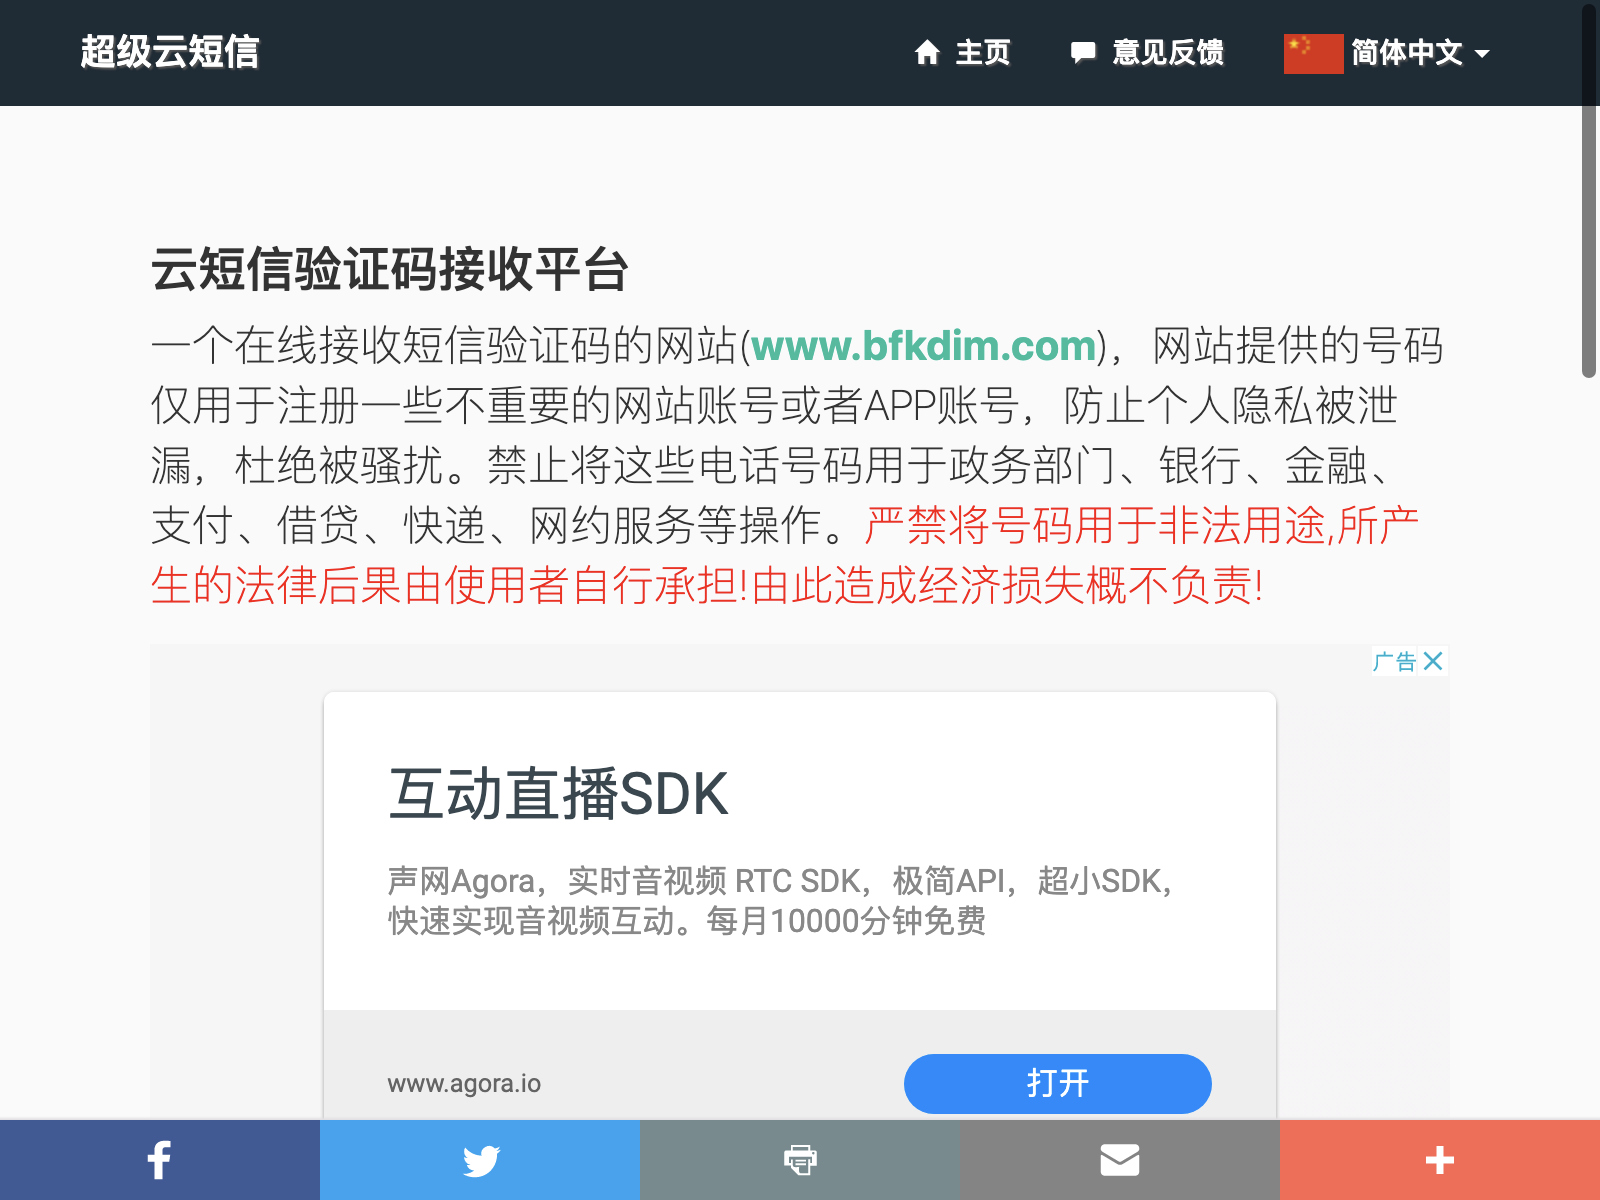 超级云短信
主页
意见反馈
简体中文
云短信验证码接收平台
一个在线接收短信验证码的网站(www.bfkdim.com)，网站提供的号码
仅用于注册一些不重要的网站账号或者APP账号，防止个人隐私被泄
漏，杜绝被骚扰。禁止将这些电话号码用于政务部门、银行、金融、
支付、借贷、快递、网约服务等操作。严禁将号码用于非法用途,所产
生的法律后果由使用者自行承担!由此造成经济损失概不负责!
广告
互动直播SDK
声网Agora，实时音视频 RTC SDK，极简API，超小SDK，
快速实现音视频互动。每月10000分钟免费
www.agora.io
打开